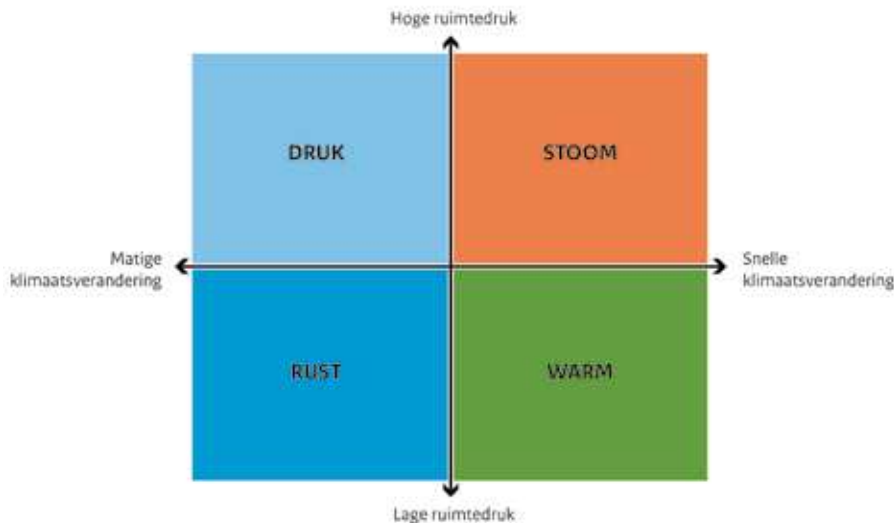 Hoge ruimtedruk
DRUK
STOOM
Matige
klimaatsverandering
Snelle
klimaatsverandering
RUST
WARM
Lage ruimtedruk